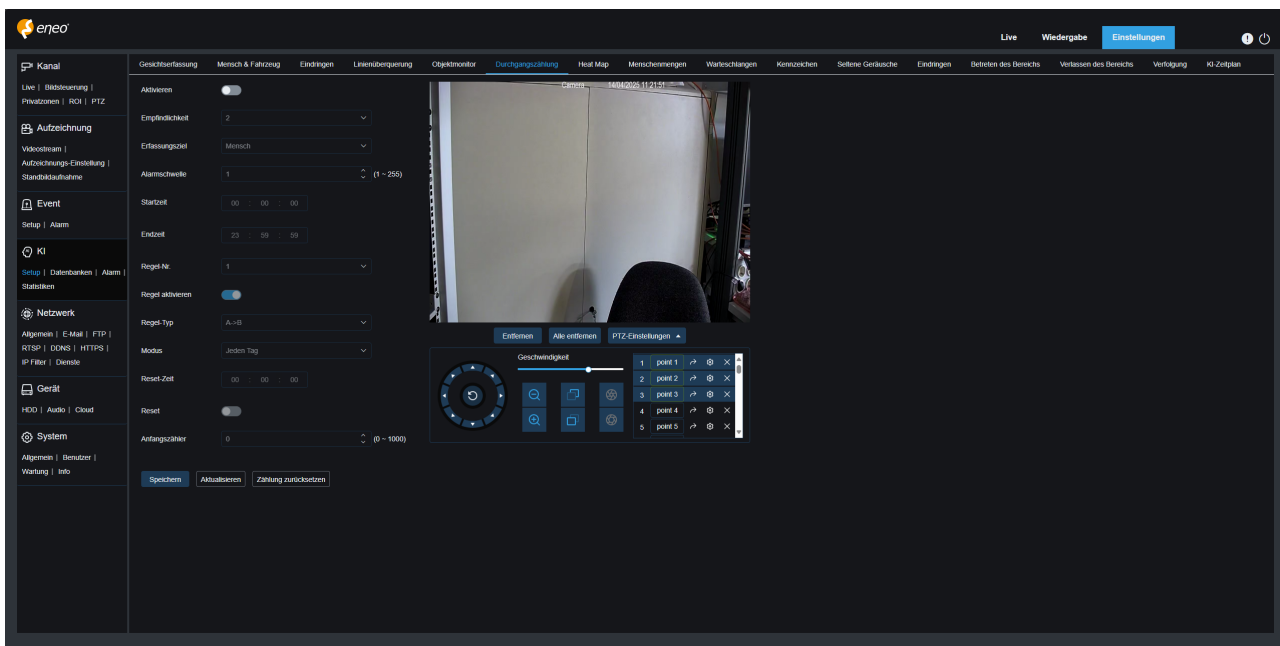 eneo
Live Wiedergabe Einstellungen
Kanal
Live | Bildsteuerung |
Privatzonen | ROI | PTZ
Aufzeichnung
Videostream |
Aufzeichnungs-Einstellung |
Standbildaufnahme
Event
Setup | Alarm
KI
Setup | Datenbanken | Alarm |
Statistiken
Netzwerk
Allgemein | E-Mail | FTP |
RTSP | DDNS | HTTPS |
IP Filter | Dienste
Gerät
HDD | Audio | Cloud
System
Allgemein | Benutzer |
Wartung | Info
Gesichtserfassung Mensch & Fahrzeug Eindringen Linienüberquerung Objektmonitor Durchgangszählung Heat Map Menschenmengen Warteschlangen Kennzeichen Seltene Geräusche Eindringen Betreten des Bereichs Verlassen des Bereichs Verfolgung KI-Zeitplan
Aktivieren
Empfindlichkeit 2
Erfassungsziel Mensch
Alarmschwelle 1 (1 ~ 255)
Startzeit 00 : 00 : 00
Endzeit 23 : 59 : 59
Regel-Nr. 1
Regel aktivieren
Regel-Typ A->B
Modus Jeden Tag
Reset-Zeit 00 : 00 : 00
Reset
Anfangszähler 0 (0 ~ 1000)
Speichern Aktualisieren Zählung zurücksetzen
Camera 14/04/2025 11:21:51
Entfernen Alle entfernen PTZ-Einstellungen
Geschwindigkeit
1 point 1
2 point 2
3 point 3
4 point 4
5 point 5